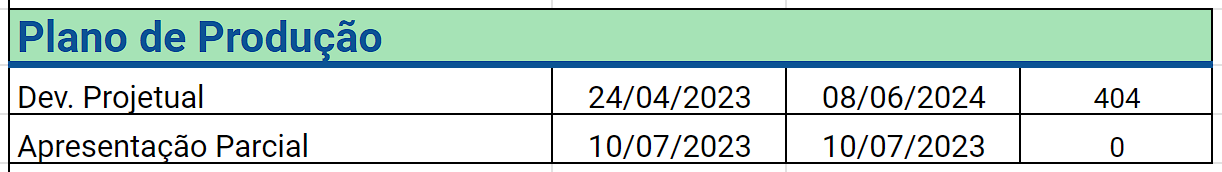 Plano de Produção
Dev. Projetual 24/04/2023 08/06/2024 404
Apresentação Parcial 10/07/2023 10/07/2023 0